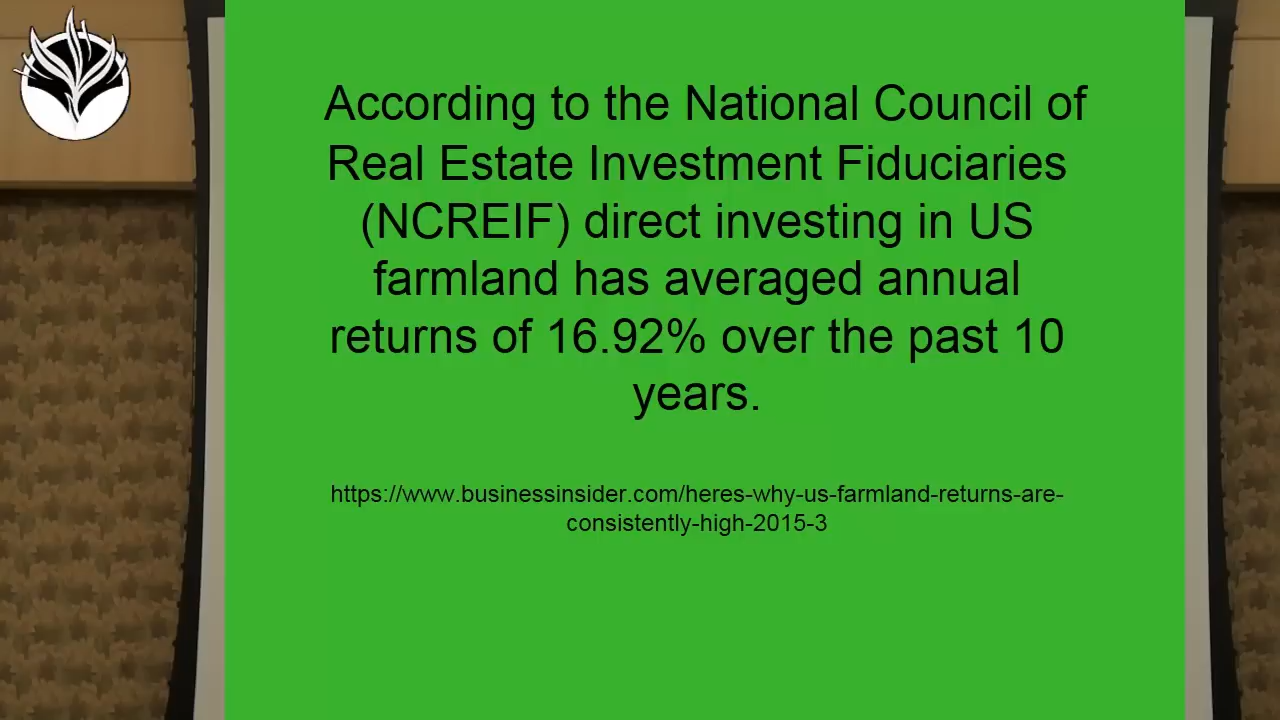 According to the National Council of
Real Estate Investment Fiduciaries
(NCREIF) direct investing in US
farmland has averaged annual
returns of 16.92% over the past 10
years.
https://www.businessinsider.com/heres-why-us-farmland-returns-are-
consistently-high-2015-3